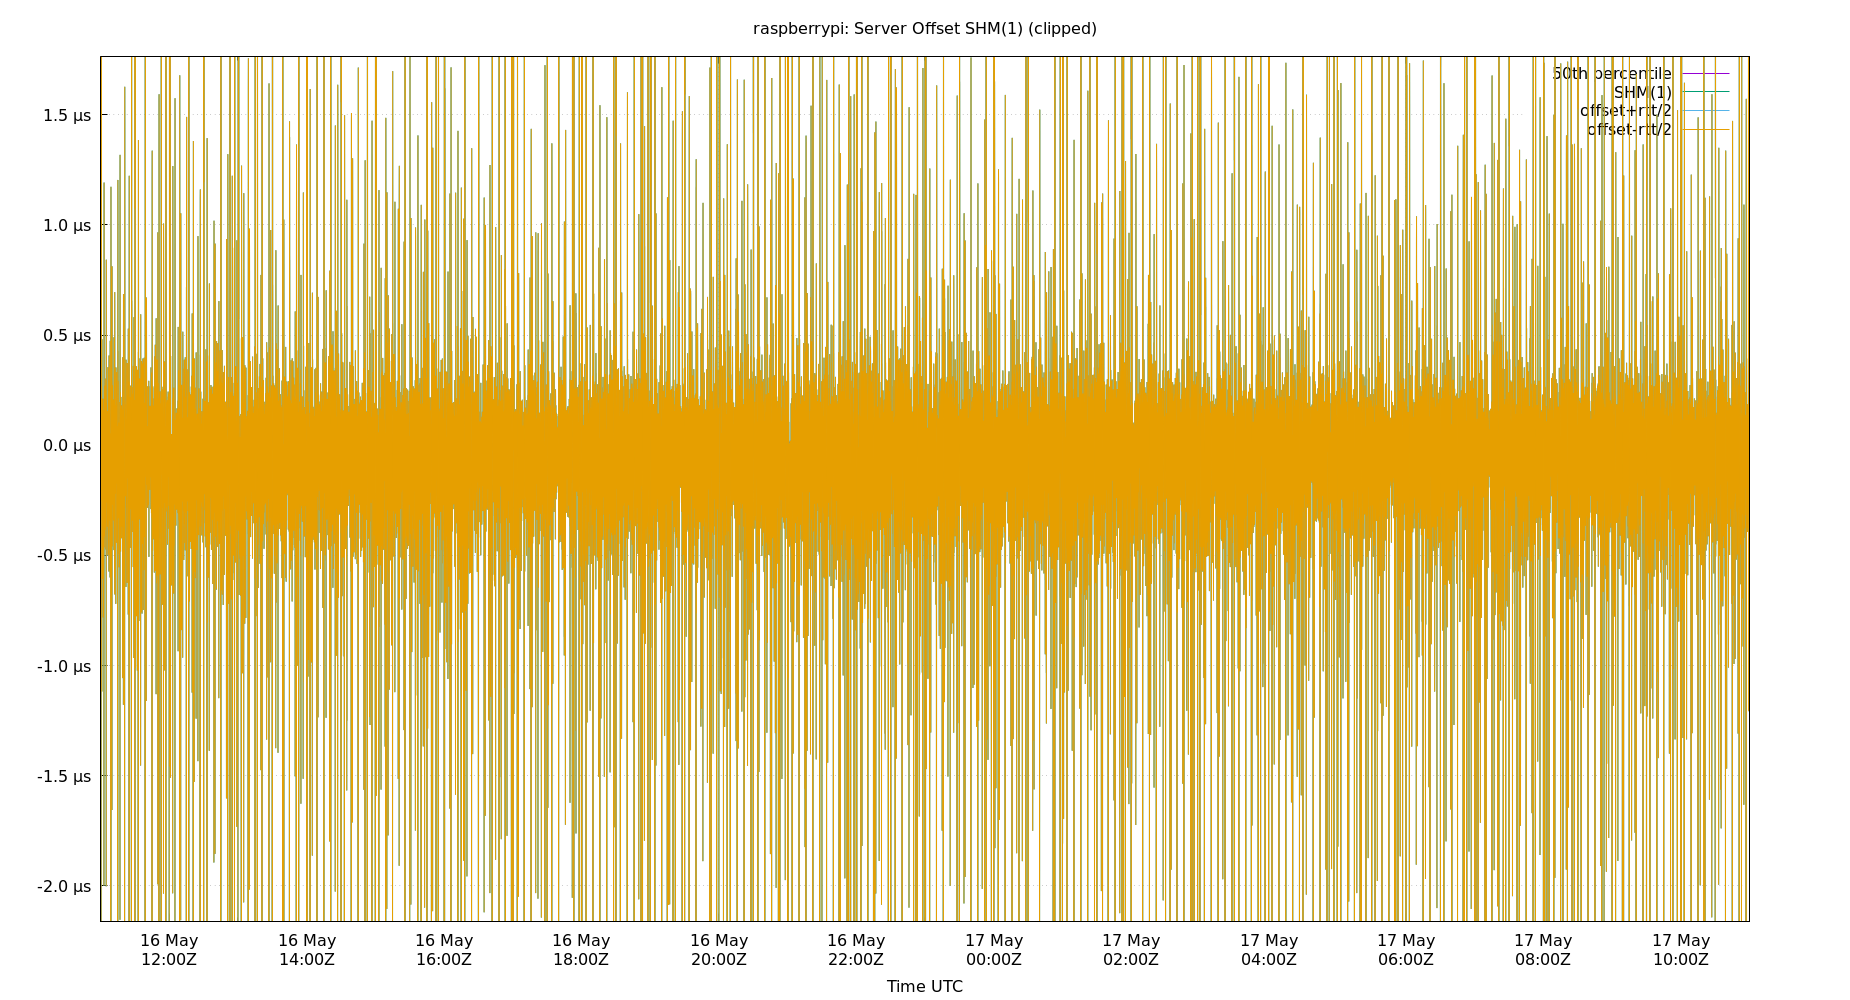 raspberrypi: Server Offset SHM(1) (clipped)
50th percentile
SHM(1)
offset+rtt/2
offset-rtt/2
1.5 µs
1.0 µs
0.5 µs
0.0 µs
-0.5 µs
-1.0 µs
-1.5 µs
-2.0 µs
16 May 16 May 16 May 16 May 16 May 16 May 17 May 17 May 17 May 17 May 17 May 17 May
12:00Z 14:00Z 16:00Z 18:00Z 20:00Z 22:00Z 00:00Z 02:00Z 04:00Z 06:00Z 08:00Z 10:00Z
Time UTC